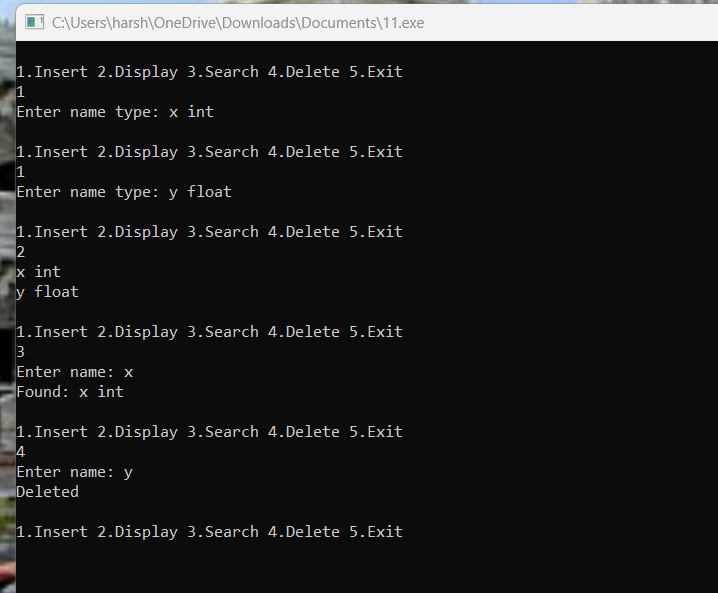 C:\Users\harsh\OneDrive\Downloads\Documents\11.exe
1.Insert 2.Display 3.Search 4.Delete 5.Exit
1
Enter name type: x int
1.Insert 2.Display 3.Search 4.Delete 5.Exit
1
Enter name type: y float
1.Insert 2.Display 3.Search 4.Delete 5.Exit
2
x int
y float
1.Insert 2.Display 3.Search 4.Delete 5.Exit
3
Enter name: x
Found: x int
1.Insert 2.Display 3.Search 4.Delete 5.Exit
4
Enter name: y
Deleted
1.Insert 2.Display 3.Search 4.Delete 5.Exit